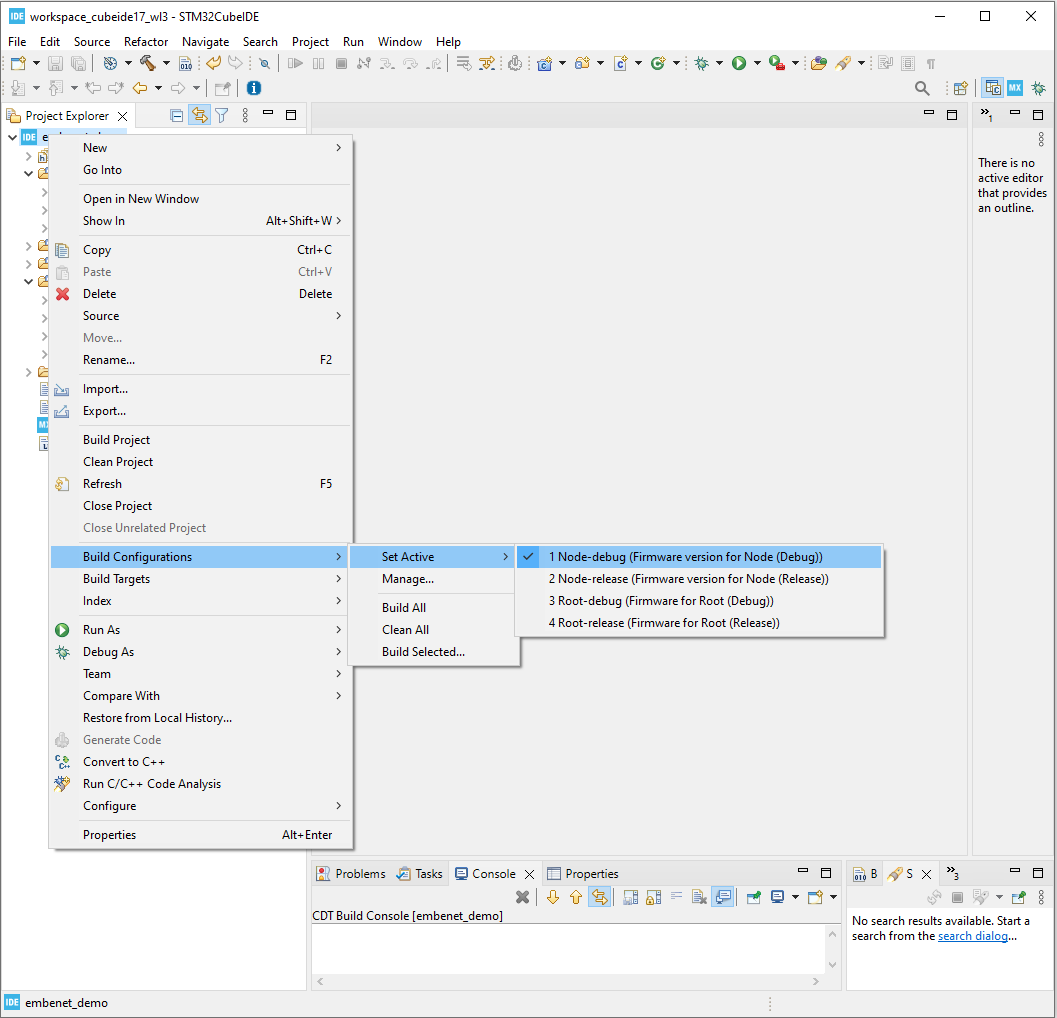 IDE workspace_cubeide17_wl3 - STM32CubeIDE
File Edit Source Refactor Navigate Search Project Run Window Help
Project Explorer
IDE
1
There is no
active editor
that provides
an outline.
New
Go Into
Open in New Window
Show In Alt+Shift+W
Copy Ctrl+C
Paste Ctrl+V
Delete Delete
Source
Move...
Rename... F2
Import...
Export...
Build Project
Clean Project
Refresh F5
Close Project
Close Unrelated Project
Build Configurations
Build Targets
Index
Run As
Debug As
Team
Compare With
Restore from Local History...
Generate Code
Convert to C++
Run C/C++ Code Analysis
Configure
Properties Alt+Enter
Set Active
Manage...
Build All
Clean All
Build Selected...
1 Node-debug (Firmware version for Node (Debug))
2 Node-release (Firmware version for Node (Release))
3 Root-debug (Firmware for Root (Debug))
4 Root-release (Firmware for Root (Release))
Problems Tasks Console Properties
CDT Build Console [embenet_demo]
010 B S 3
No search results available. Start a
search from the search dialog...
IDE embenet_demo